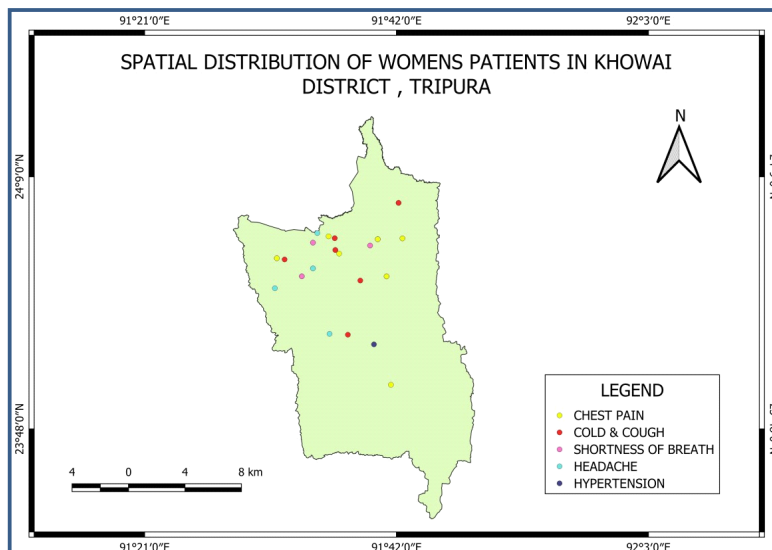 91°21'0"E 91°42'0"E 92°3'0"E
SPATIAL DISTRIBUTION OF WOMENS PATIENTS IN KHOWAI
DISTRICT , TRIPURA
N
24°9'0"N
23°48'0"N
LEGEND
CHEST PAIN
COLD & COUGH
SHORTNESS OF BREATH
HEADACHE
HYPERTENSION
4 0 4 8 km
91°21'0"E 91°42'0"E 92°3'0"E